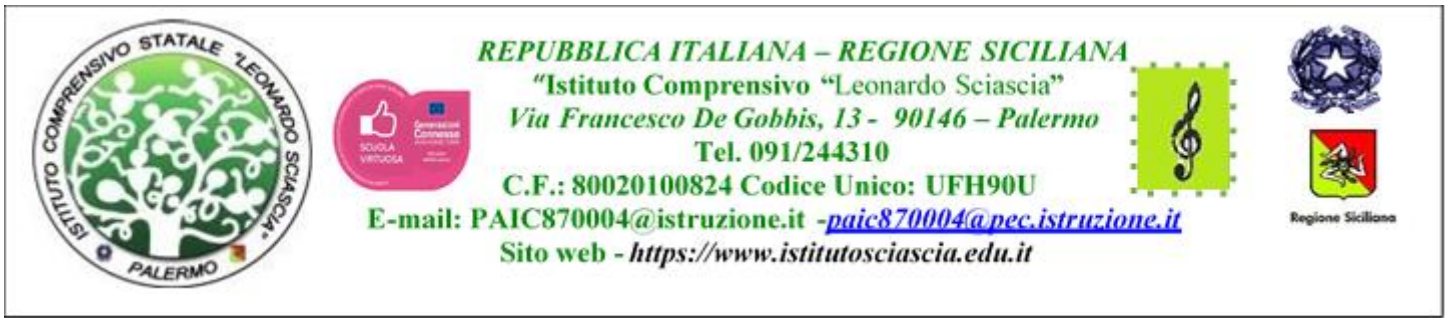 ISTITUTO COMPRENSIVO STATALE "LEONARDO SCIASCIA"
PALERMO
SCUOLA
VIRTUOSA
Generazioni
Connesse
REPUBBLICA ITALIANA – REGIONE SICILIANA
"Istituto Comprensivo "Leonardo Sciascia"
Via Francesco De Gobbis, 13 - 90146 – Palermo
Tel. 091/244310
C.F.: 80020100824 Codice Unico: UFH90U
E-mail: PAIC870004@istruzione.it -paic870004@pec.istruzione.it
Sito web - https://www.istitutosciascia.edu.it
Regione Siciliana